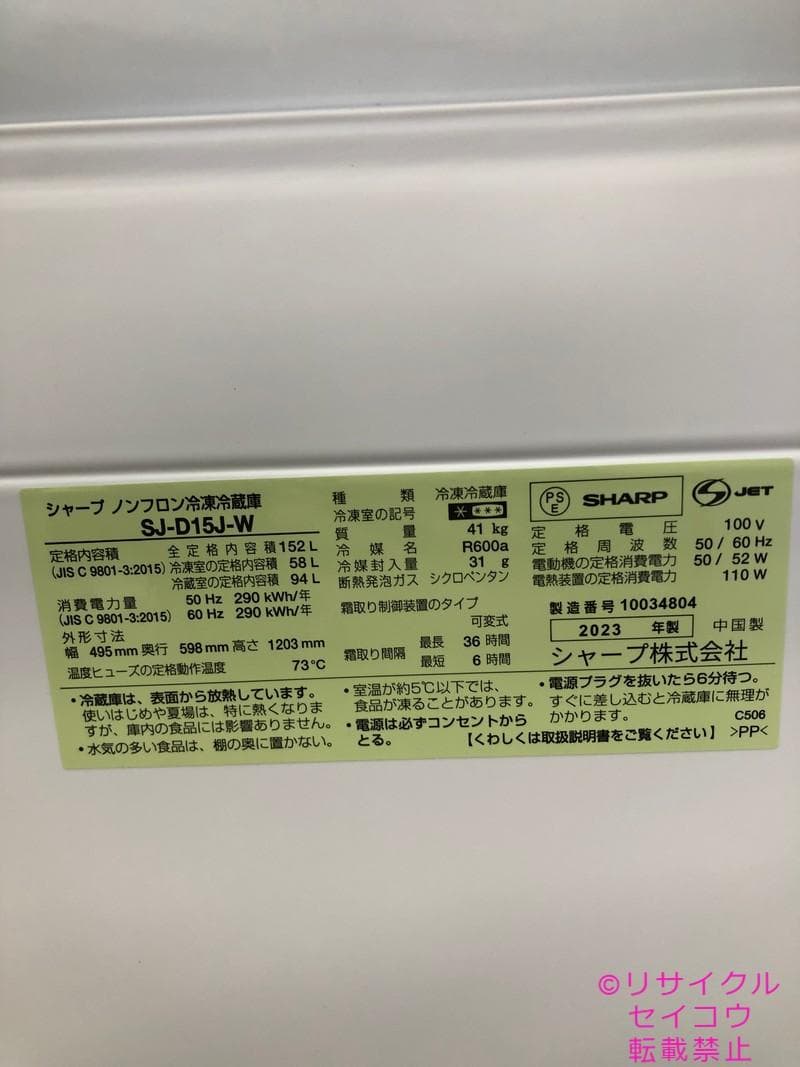 シャープ ノンフロン冷凍冷蔵庫
SJ-D15J-W
定格内容積 全定格内容積 152 L
(JIS C 9801-3:2015) 冷凍室の定格内容積 58 L
冷蔵室の定格内容積 94 L
消費電力量 50 Hz 290 kWh/年
(JIS C 9801-3:2015) 60 Hz 290 kWh/年
外形寸法
幅 495 mm 奥行 598 mm 高さ 1203 mm
温度ヒューズの定格動作温度 73℃
種類 冷凍冷蔵庫
冷凍室の記号 * ***
質量 41 kg
冷媒名 R600a
冷媒封入量 31 g
断熱発泡ガス シクロペンタン
霜取り制御装置のタイプ
可変式
霜取り間隔 最長 36 時間
最短 6 時間
PS E SHARP S JET
定格電圧 100 V
定格周波数 50 / 60 Hz
電動機の定格消費電力 50 / 52 W
電熱装置の定格消費電力 110 W
製造番号 10034804
2023 年製 中国製
シャープ株式会社
・冷蔵庫は、表面から放熱しています。
使いはじめや夏場は、特に熱くなりま
すが、庫内の食品には影響ありません。
・水気の多い食品は、棚の奥に置かない。
・室温が約5℃以下では、
食品が凍ることがあります。
・電源は必ずコンセントから
とる。
・電源プラグを抜いたら6分待つ。
すぐに差し込むと冷蔵庫に無理が
かかります。 C506
【くわしくは取扱説明書をご覧ください】 >PP<
©リサイクル
セイコウ
転載禁止